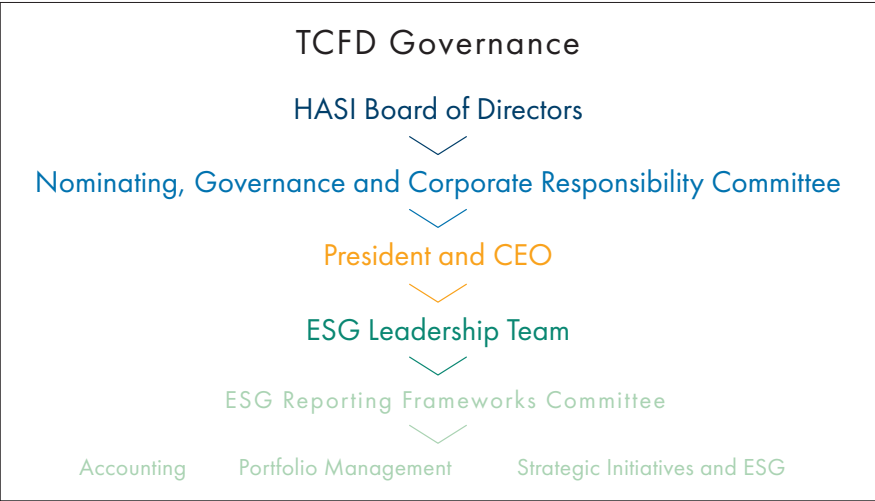 TCFD Governance
HASI Board of Directors
Nominating, Governance and Corporate Responsibility Committee
President and CEO
ESG Leadership Team
ESG Reporting Frameworks Committee
Accounting Portfolio Management Strategic Initiatives and ESG